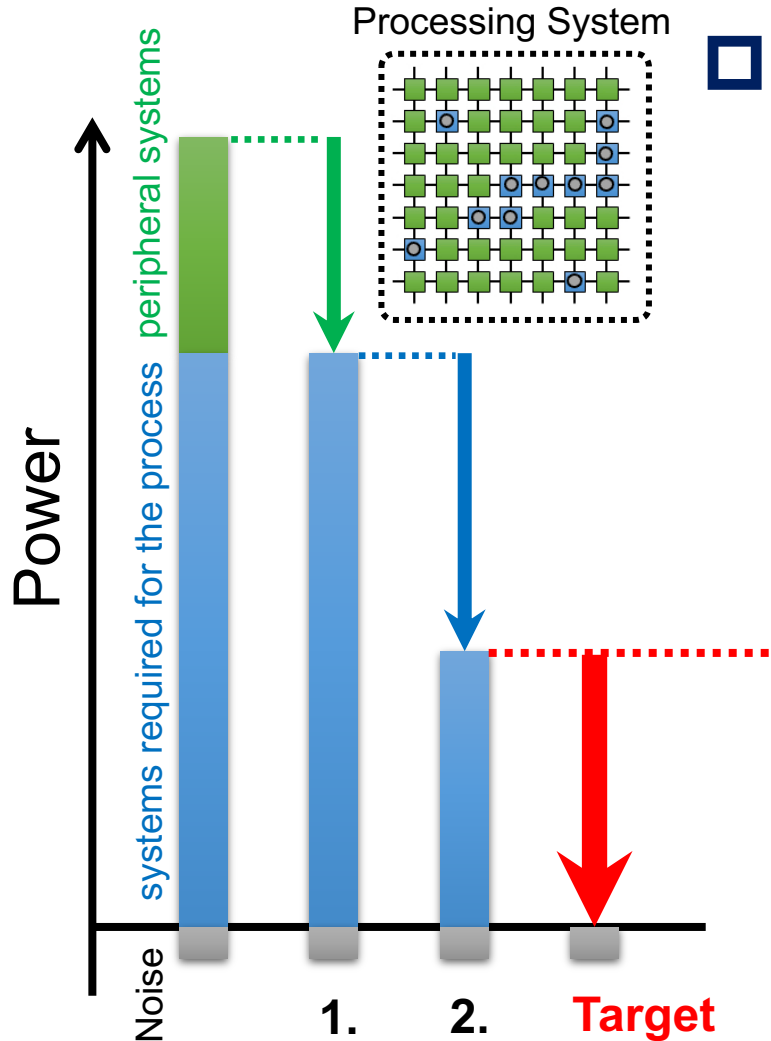 Processing System
peripheral systems
systems required for the process
Power
Noise
1.
2.
Target